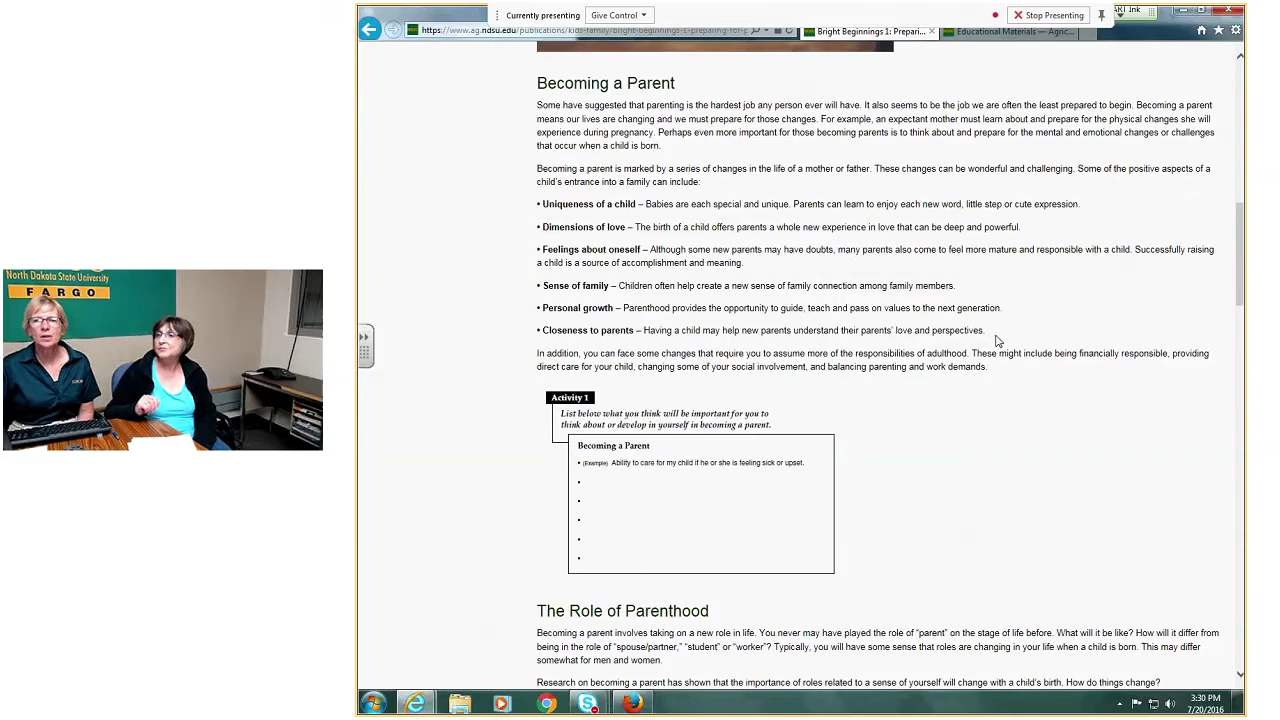 Currently presenting
Give Control
Stop Presenting
Ink
https://www.ag.ndsu.edu/publications/kids-family/bright-beginnings-1-preparing-for-p
Bright Beginnings 1: Prepari...
Educational Materials — Agric...
Becoming a Parent
Some have suggested that parenting is the hardest job any person ever will have. It also seems to be the job we are often the least prepared to begin. Becoming a parent
means our lives are changing and we must prepare for those changes. For example, an expectant mother must learn about and prepare for the physical changes she will
experience during pregnancy. Perhaps even more important for those becoming parents is to think about and prepare for the mental and emotional changes or challenges
that occur when a child is born.
Becoming a parent is marked by a series of changes in the life of a mother or father. These changes can be wonderful and challenging. Some of the positive aspects of a
child's entrance into a family can include:
• Uniqueness of a child – Babies are each special and unique. Parents can learn to enjoy each new word, little step or cute expression.
• Dimensions of love – The birth of a child offers parents a whole new experience in love that can be deep and powerful.
• Feelings about oneself – Although some new parents may have doubts, many parents also come to feel more mature and responsible with a child. Successfully raising
a child is a source of accomplishment and meaning.
• Sense of family – Children often help create a new sense of family connection among family members.
• Personal growth – Parenthood provides the opportunity to guide, teach and pass on values to the next generation.
• Closeness to parents – Having a child may help new parents understand their parents' love and perspectives.
In addition, you can face some changes that require you to assume more of the responsibilities of adulthood. These might include being financially responsible, providing
direct care for your child, changing some of your social involvement, and balancing parenting and work demands.
Activity 1
List below what you think will be important for you to
think about or develop in yourself in becoming a parent.
Becoming a Parent
• (Example) Ability to care for my child if he or she is feeling sick or upset.
•
•
•
•
•
The Role of Parenthood
Becoming a parent involves taking on a new role in life. You never may have played the role of "parent" on the stage of life before. What will it be like? How will it differ from
being in the role of "spouse/partner," "student" or "worker"? Typically, you will have some sense that roles are changing in your life when a child is born. This may differ
somewhat for men and women.
Research on becoming a parent has shown that the importance of roles related to a sense of yourself will change with a child's birth. How do things change?
North Dakota State University
FARGO
3:30 PM
7/20/2016